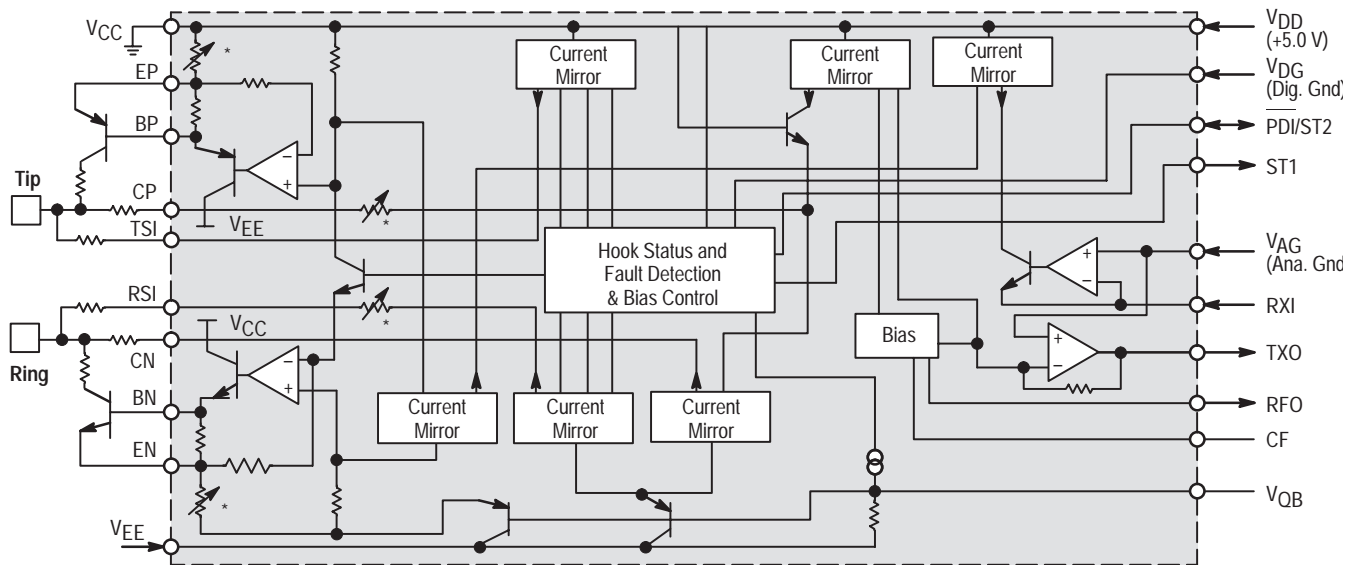 VCC
EP
BP
Tip
CP
TSI
VEE
RSI
VCC
CN
Ring
BN
EN
VEE
*
*
*
*
Current
Mirror
Current
Mirror
Current
Mirror
Hook Status and
Fault Detection
& Bias Control
Bias
Current
Mirror
Current
Mirror
Current
Mirror
−
+
−
+
+
−
+
−
VDD
(+5.0 V)
VDG
(Dig. Gnd)
PDI/ST2
ST1
VAG
(Ana. Gnd
RXI
TXO
RFO
CF
VQB